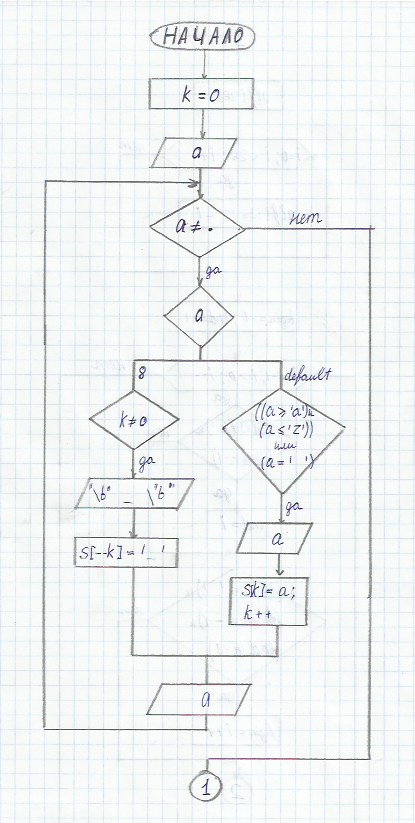 НАЧАЛО
k = 0
a
a ≠ .
нет
да
a
8
default
k≠0
((a ≥ 'a') и
(a ≤ 'z'))
или
(a = ' ')
да
да
"\b" _ \"b"
a
S[--k] = '_'
S[k] = a;
k++
a
1